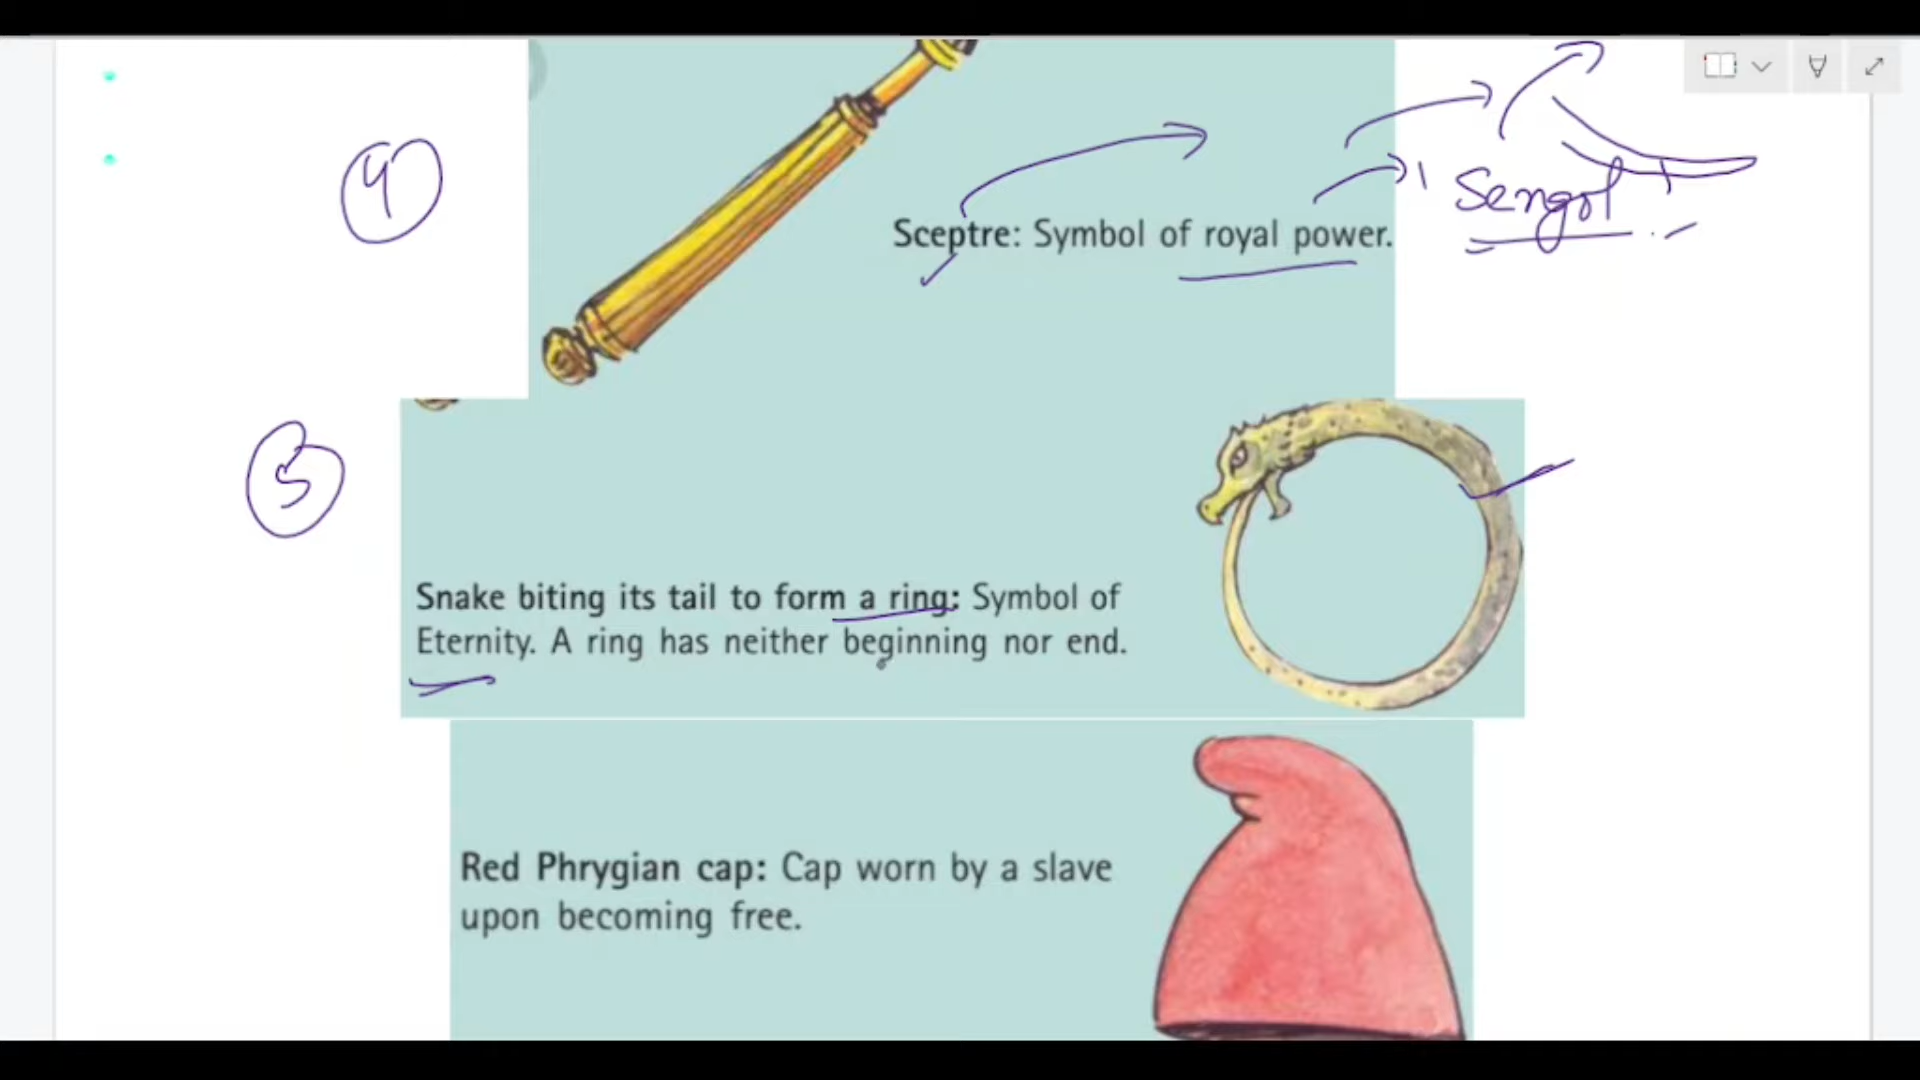 4
Sceptre: Symbol of royal power.
Sengol
5
Snake biting its tail to form a ring: Symbol of
Eternity. A ring has neither beginning nor end.
Red Phrygian cap: Cap worn by a slave
upon becoming free.